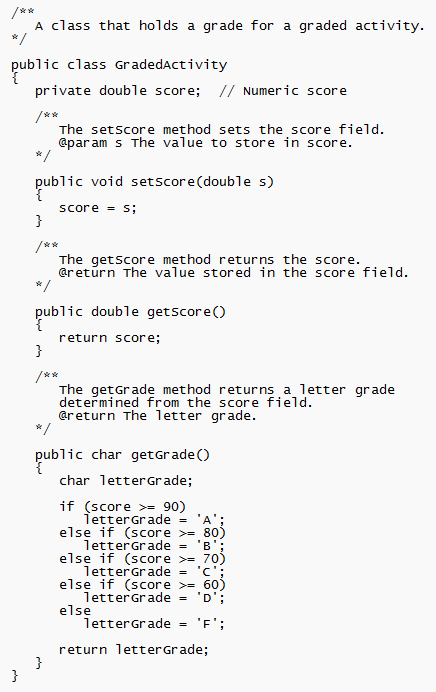 /**
   A class that holds a grade for a graded activity.
*/
public class GradedActivity
{
   private double score;  // Numeric score
   /**
      The setScore method sets the score field.
      @param s The value to store in score.
   */
   public void setScore(double s)
   {
      score = s;
   }
   /**
      The getScore method returns the score.
      @return The value stored in the score field.
   */
   public double getScore()
   {
      return score;
   }
   /**
      The getGrade method returns a letter grade
      determined from the score field.
      @return The letter grade.
   */
   public char getGrade()
   {
      char letterGrade;
      if (score >= 90)
         letterGrade = 'A';
      else if (score >= 80)
         letterGrade = 'B';
      else if (score >= 70)
         letterGrade = 'C';
      else if (score >= 60)
         letterGrade = 'D';
      else
         letterGrade = 'F';
      return letterGrade;
   }
}